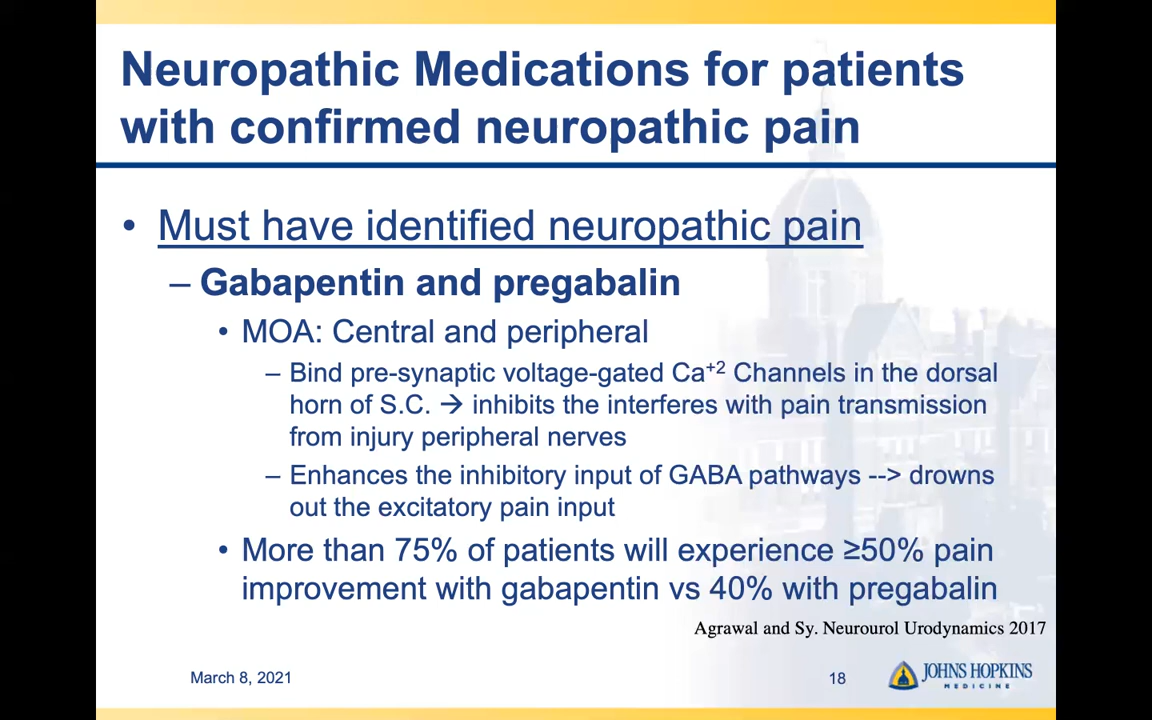 Neuropathic Medications for patients
with confirmed neuropathic pain
• Must have identified neuropathic pain
– Gabapentin and pregabalin
• MOA: Central and peripheral
– Bind pre-synaptic voltage-gated Ca+2 Channels in the dorsal
horn of S.C. → inhibits the interferes with pain transmission
from injury peripheral nerves
– Enhances the inhibitory input of GABA pathways --> drowns
out the excitatory pain input
• More than 75% of patients will experience ≥50% pain
improvement with gabapentin vs 40% with pregabalin
Agrawal and Sy. Neurourol Urodynamics 2017
March 8, 2021
18
JOHNS HOPKINS
MEDICINE